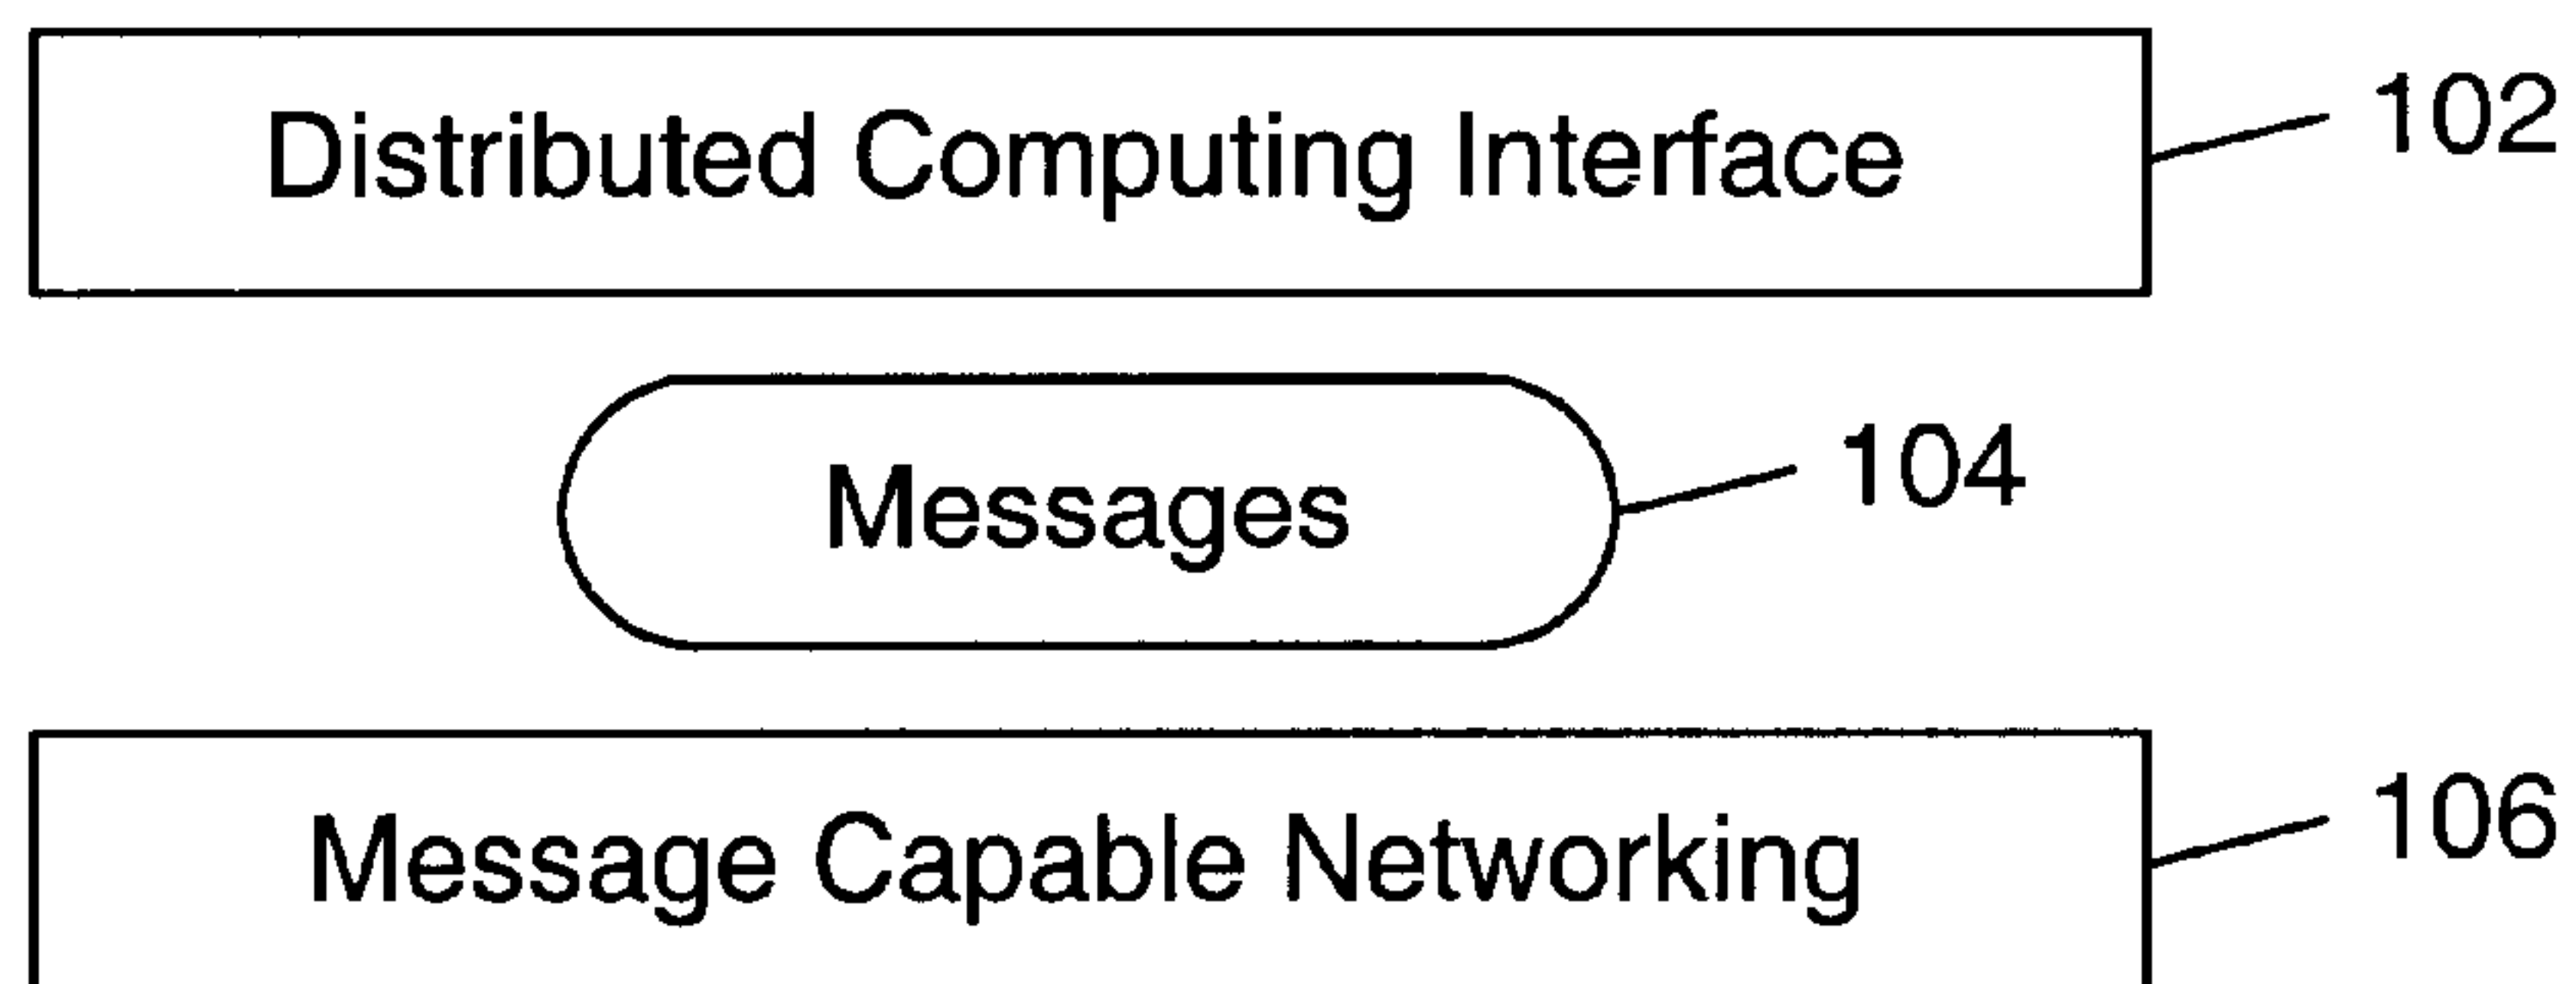 Distributed Computing Interface 102
Messages 104
Message Capable Networking 106